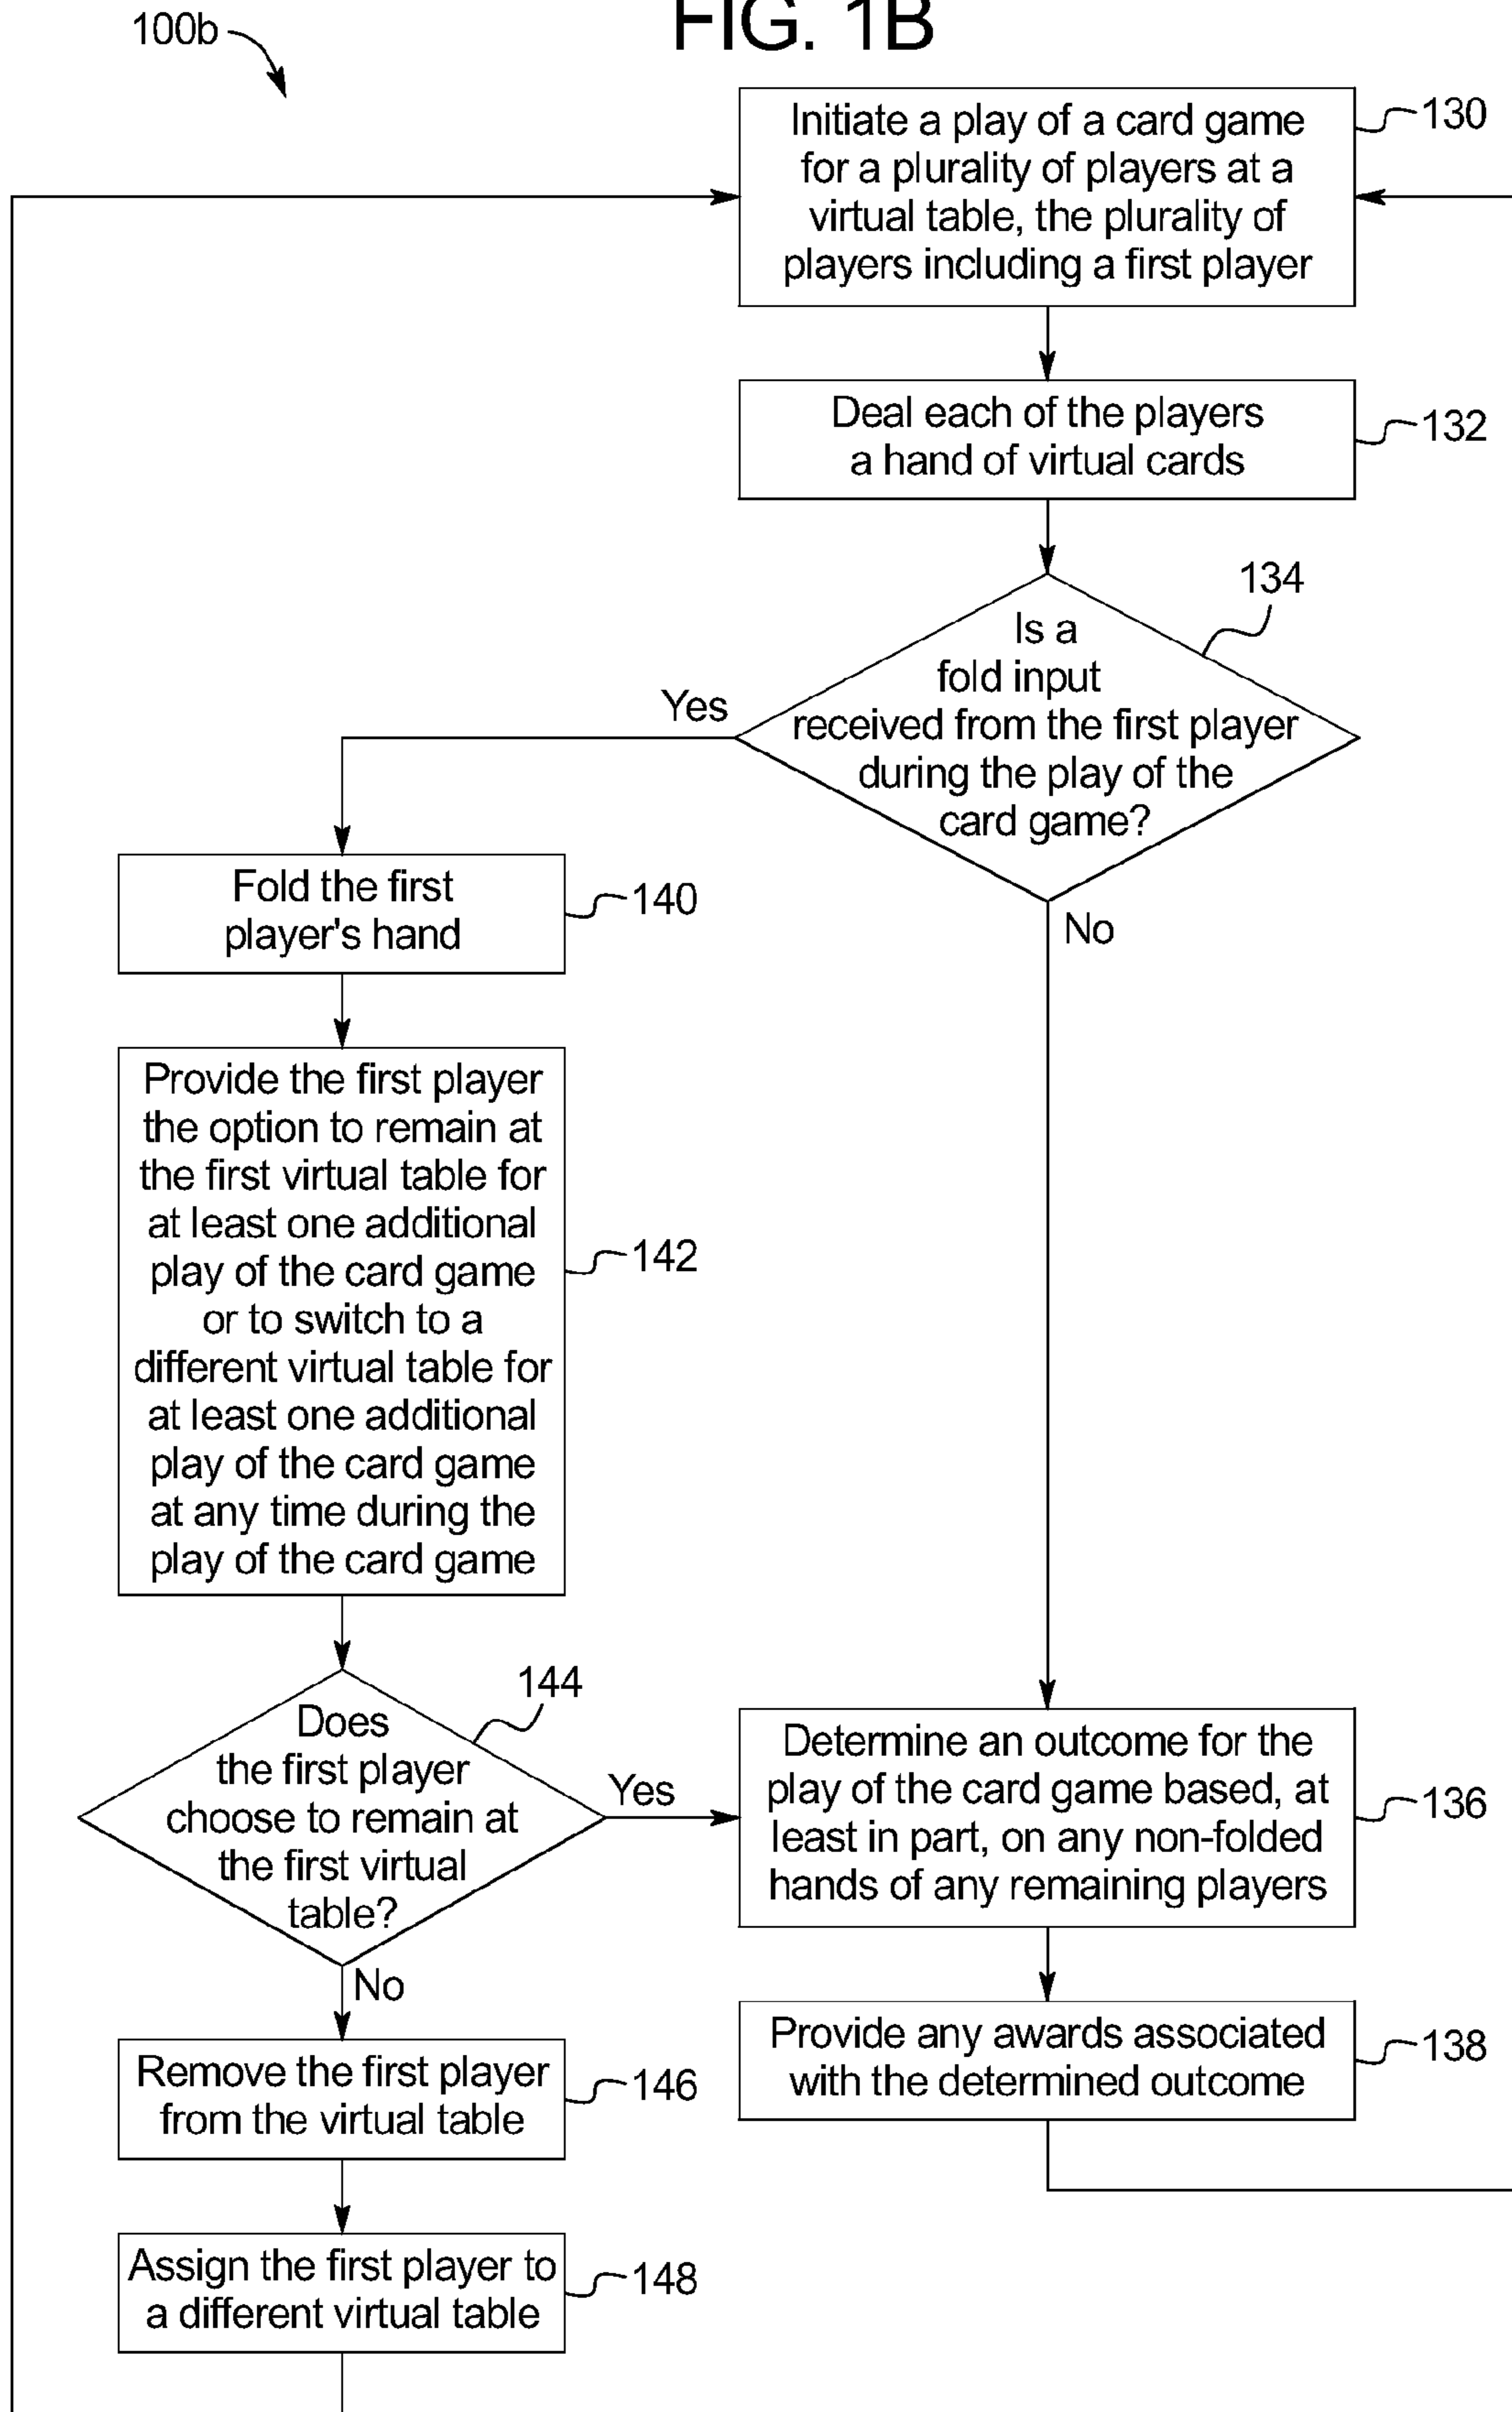 FIG. 1B
100b
Initiate a play of a card game
for a plurality of players at a
virtual table, the plurality of
players including a first player
130
Deal each of the players
a hand of virtual cards
132
134
Is a
fold input
received from the first player
during the play of the
card game?
Yes
No
Fold the first
player's hand
140
Provide the first player
the option to remain at
the first virtual table for
at least one additional
play of the card game
or to switch to a
different virtual table for
at least one additional
play of the card game
at any time during the
play of the card game
142
144
Does
the first player
choose to remain at
the first virtual
table?
Yes
No
Determine an outcome for the
play of the card game based, at
least in part, on any non-folded
hands of any remaining players
136
Provide any awards associated
with the determined outcome
138
Remove the first player
from the virtual table
146
Assign the first player to
a different virtual table
148